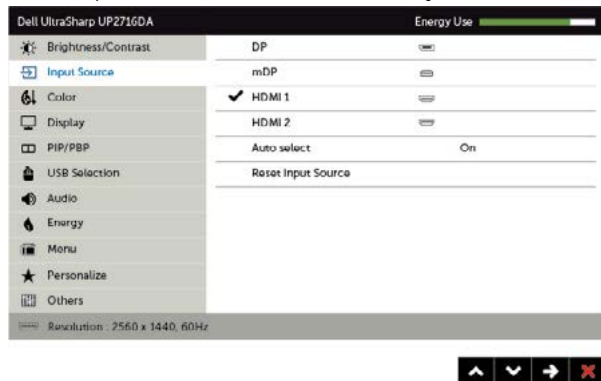 Dell UltraSharp UP2716DA Energy Use
Brightness/Contrast DP
Input Source mDP
Color HDMI 1
Display HDMI 2
PIP/PBP Auto select On
USB Selection Reset Input Source
Audio
Energy
Menu
Personalize
Others
Resolution : 2560 x 1440, 60Hz